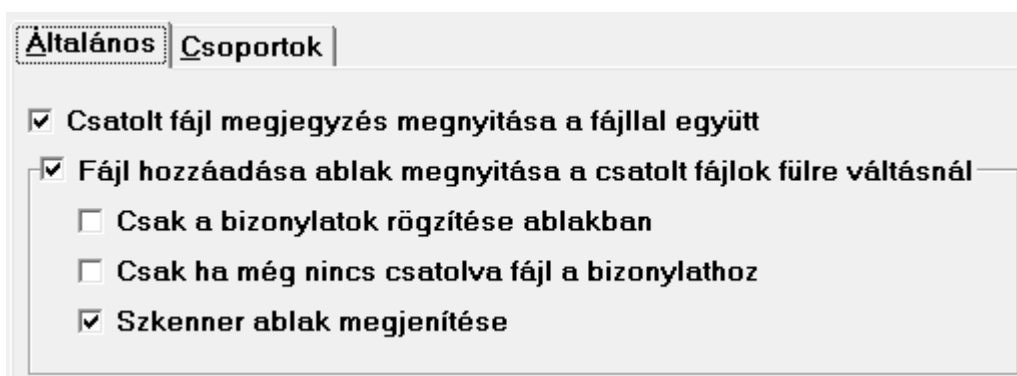 Általános Csoportok
Csatolt fájl megjegyzés megnyitása a fájllal együtt
Fájl hozzáadása ablak megnyitása a csatolt fájlok fülre váltásnál
Csak a bizonylatok rögzítése ablakban
Csak ha még nincs csatolva fájl a bizonylathoz
Szkenner ablak megjenítése